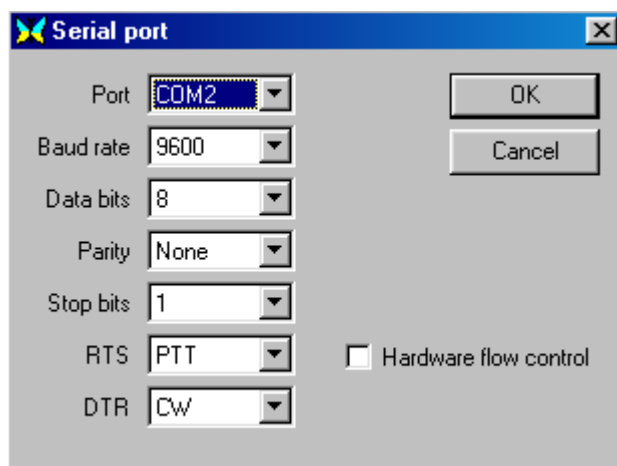 Serial port
Port COM2 OK
Baud rate 9600 Cancel
Data bits 8
Parity None
Stop bits 1
RTS PTT Hardware flow control
DTR CW